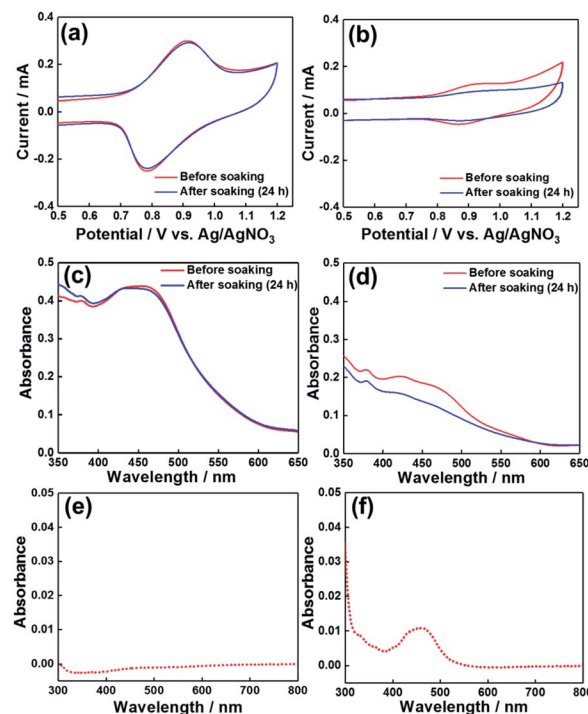 (a)
0.4
0.2
0.0
-0.2
-0.4
Current / mA
Before soaking
After soaking (24 h)
0.5 0.6 0.7 0.8 0.9 1.0 1.1 1.2
Potential / V vs. Ag/AgNO3
(b)
0.4
0.2
0.0
-0.2
-0.4
Current / mA
Before soaking
After soaking (24 h)
0.5 0.6 0.7 0.8 0.9 1.0 1.1 1.2
Potential / V vs. Ag/AgNO3
(c)
0.5
0.4
0.3
0.2
0.1
0.0
Absorbance
Before soaking
After soaking (24 h)
350 400 450 500 550 600 650
Wavelength / nm
(d)
0.5
0.4
0.3
0.2
0.1
0.0
Absorbance
Before soaking
After soaking (24 h)
350 400 450 500 550 600 650
Wavelength / nm
(e)
0.05
0.04
0.03
0.02
0.01
0.00
Absorbance
300 400 500 600 700 800
Wavelength / nm
(f)
0.05
0.04
0.03
0.02
0.01
0.00
Absorbance
300 400 500 600 700 800
Wavelength / nm